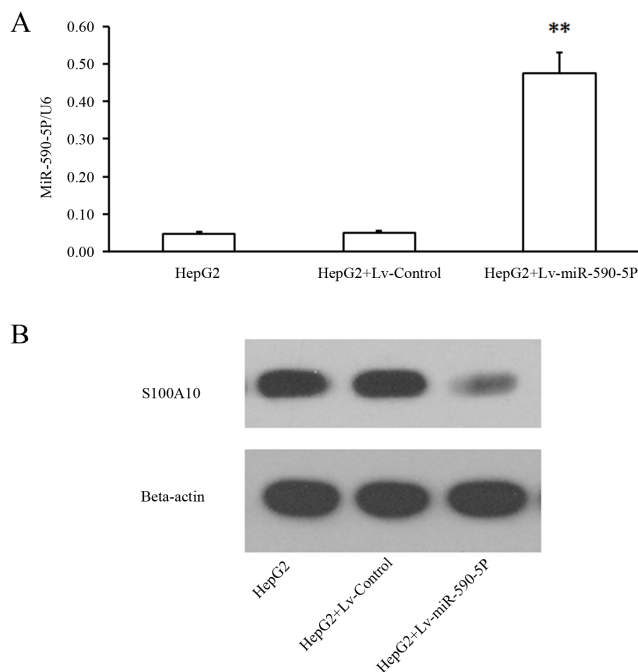 A
0.60
**
0.50
0.40
0.30
0.20
0.10
0.00
MiR-590-5P/U6
HepG2
HepG2+Lv-Control
HepG2+Lv-miR-590-5P
B
S100A10
Beta-actin
HepG2
HepG2+Lv-Control
HepG2+Lv-miR-590-5P